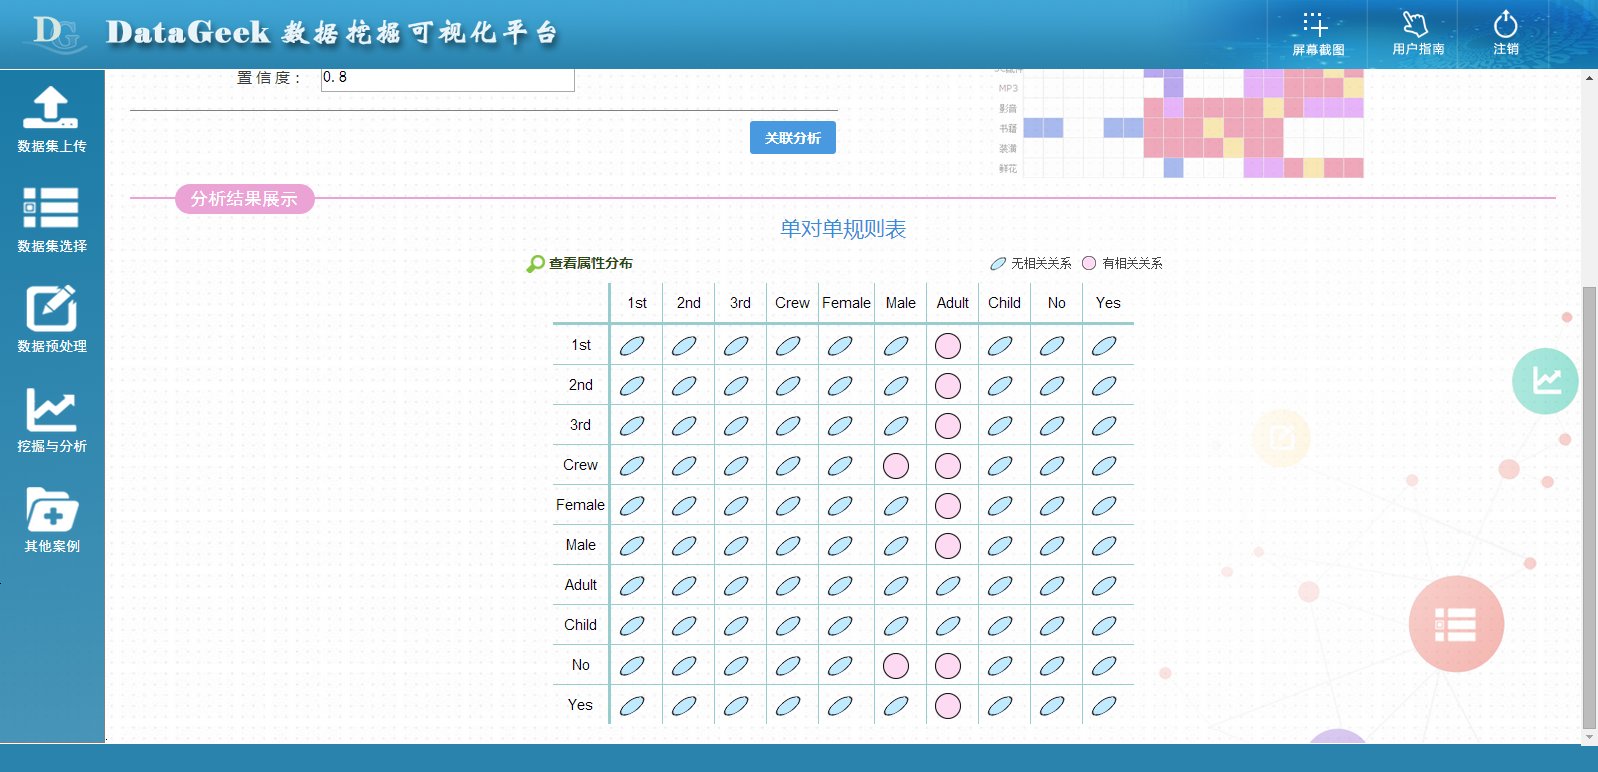 DG DataGeek 数据挖掘可视化平台
屏幕截图
用户指南
注销
数据集上传
数据集选择
数据预处理
挖掘与分析
其他案例
置信度： 0.8
MP3
影音
书籍
装潢
鲜花
关联分析
分析结果展示
单对单规则表
查看属性分布 无相关关系 有相关关系
1st 2nd 3rd Crew Female Male Adult Child No Yes
1st
2nd
3rd
Crew
Female
Male
Adult
Child
No
Yes